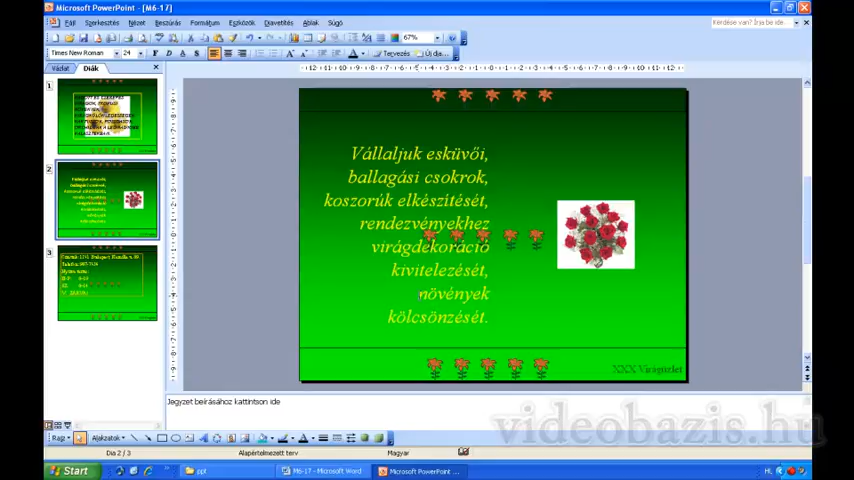 Microsoft PowerPoint - [M6-17]
Fájl Szerkesztés Nézet Beszúrás Formátum Eszközök Diavetítés Ablak Súgó
67%
Times New Roman 24 F D A S Tervezés Új dia...
Vázlat Diák
1
2
3
Vállaljuk esküvői,
ballagási csokrok,
koszorúk elkészítését,
rendezvényekhez
virágdekoráció
kivitelezését,
növények
kölcsönzését.
XXX Virágüzlet
Jegyzet beírásához kattintson ide
videobazis.hu
Rajz Alakzatok
Dia 2 / 3 Alapértelmezett terv Magyar
Start ppt M6-17 - Microsoft Word Microsoft PowerPoint ...